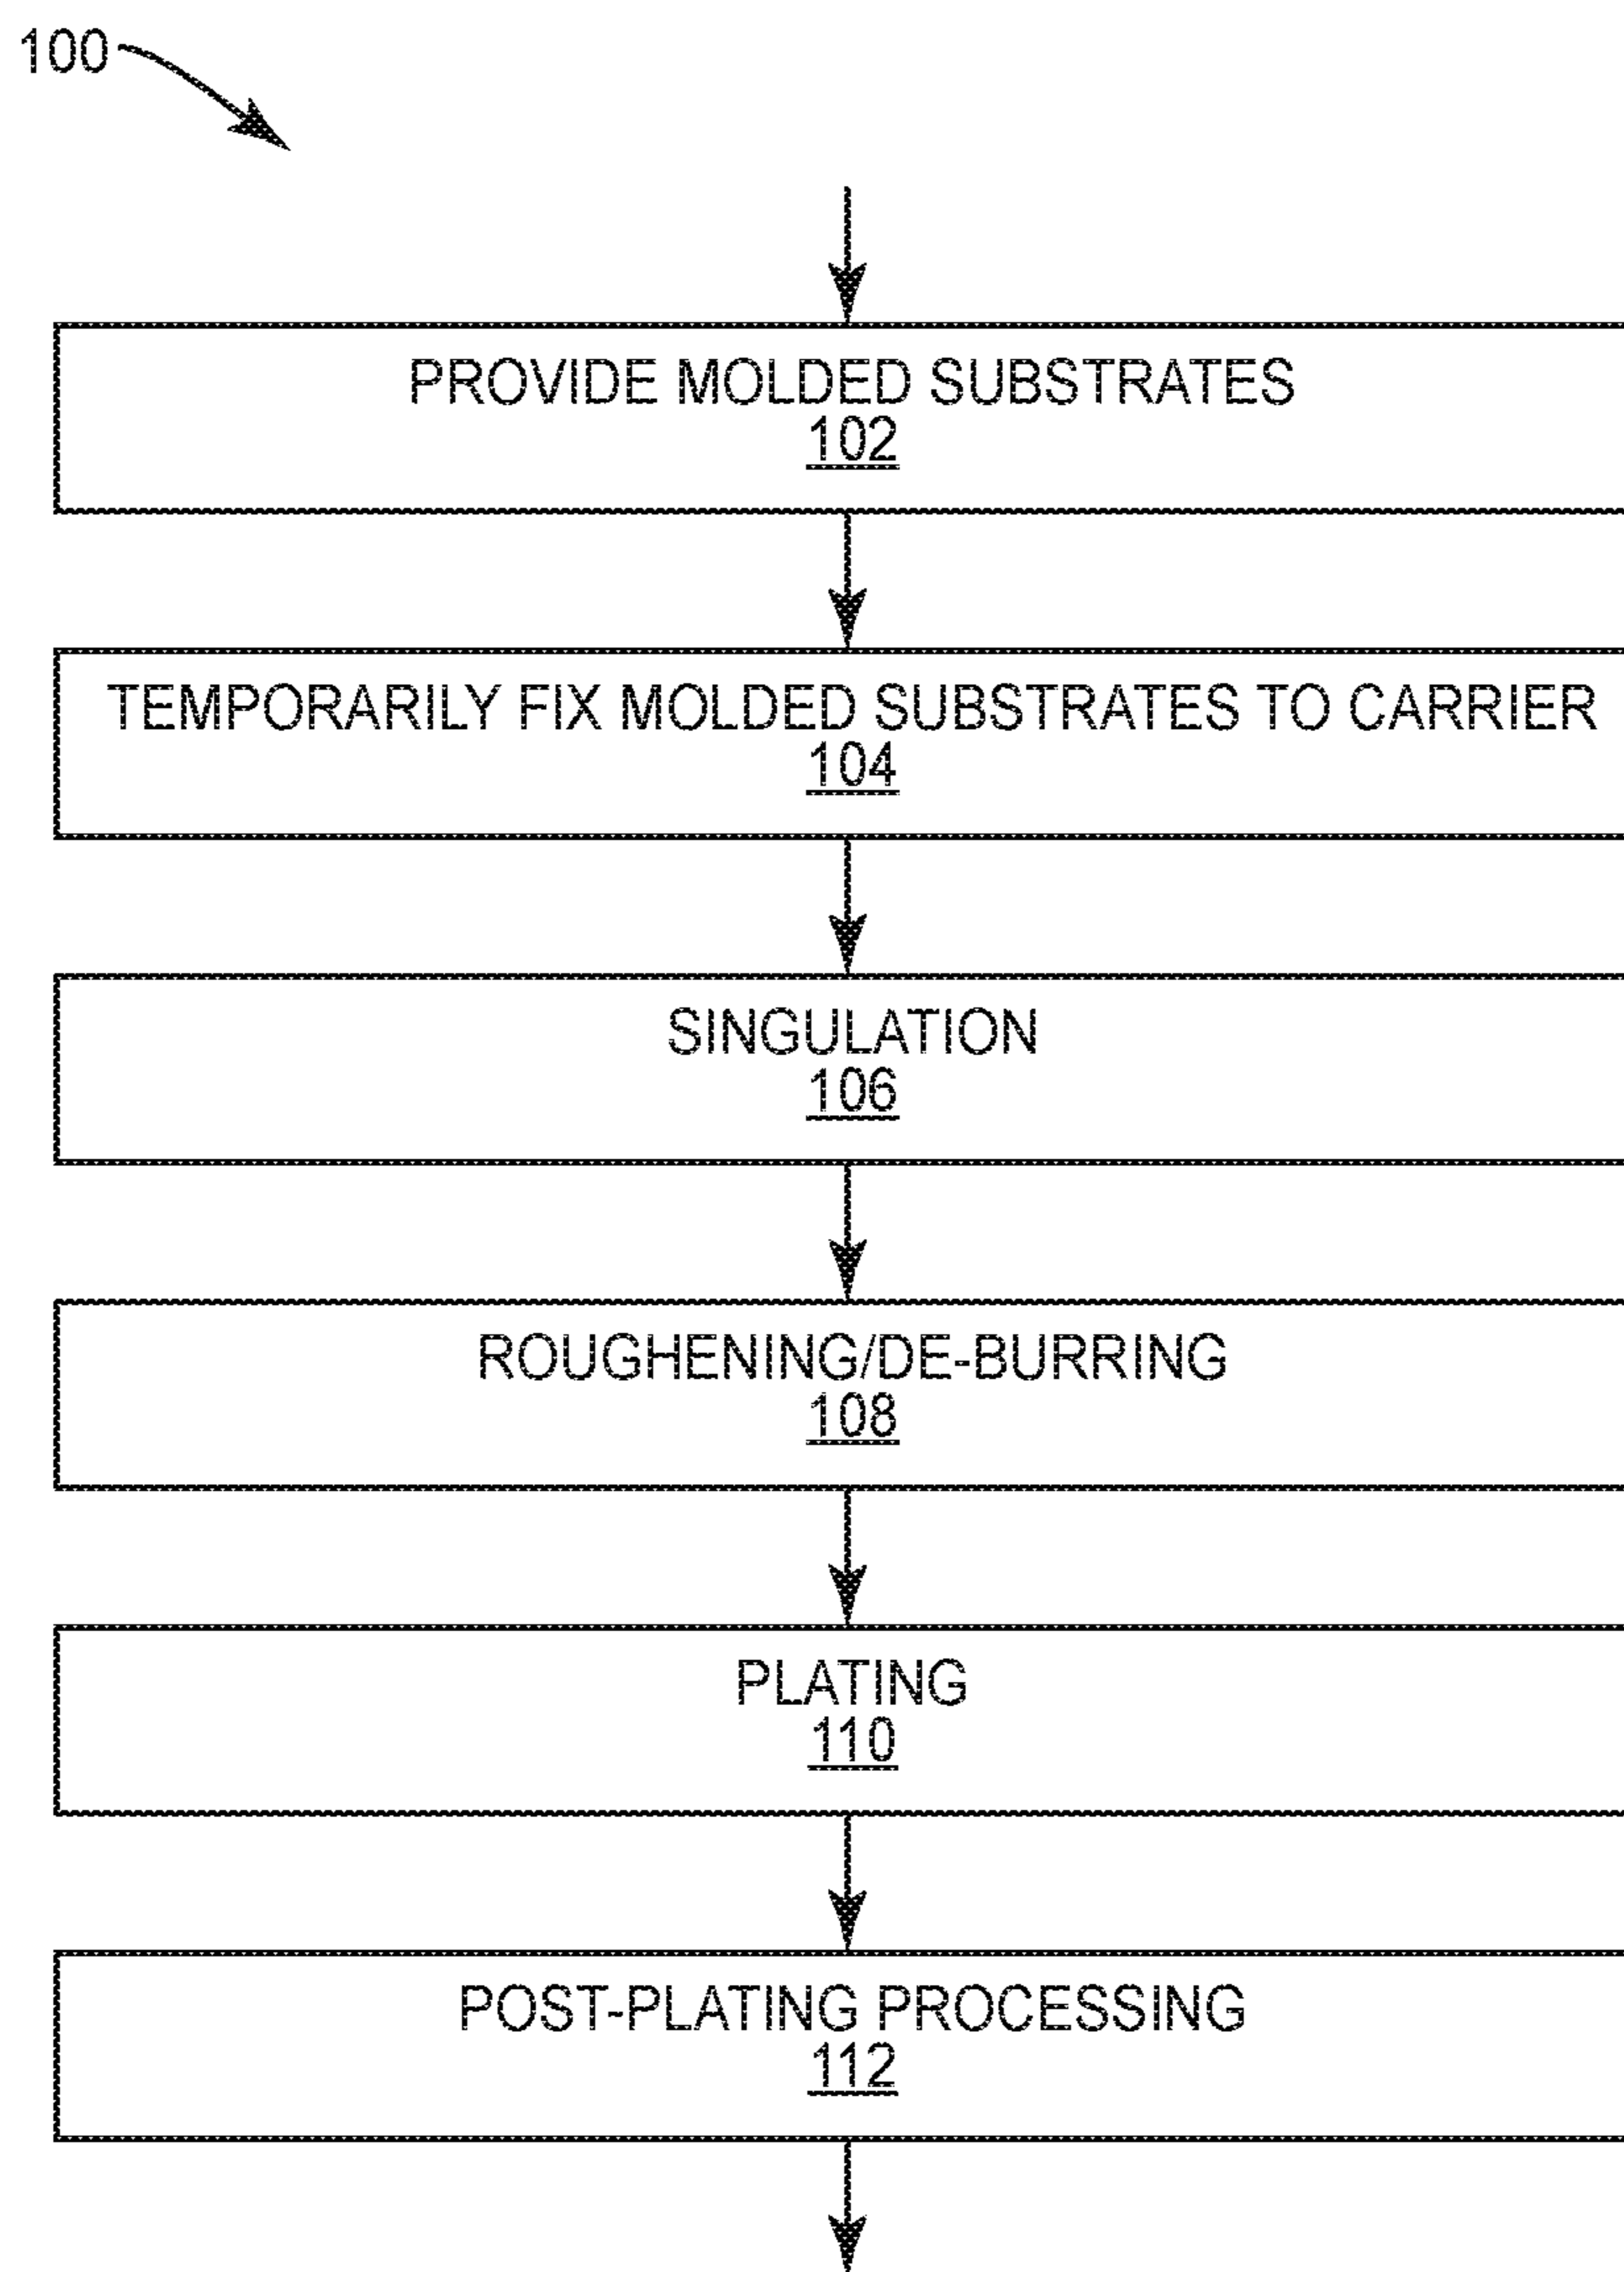 100
PROVIDE MOLDED SUBSTRATES
102
TEMPORARILY FIX MOLDED SUBSTRATES TO CARRIER
104
SINGULATION
106
ROUGHENING/DE-BURRING
108
PLATING
110
POST-PLATING PROCESSING
112